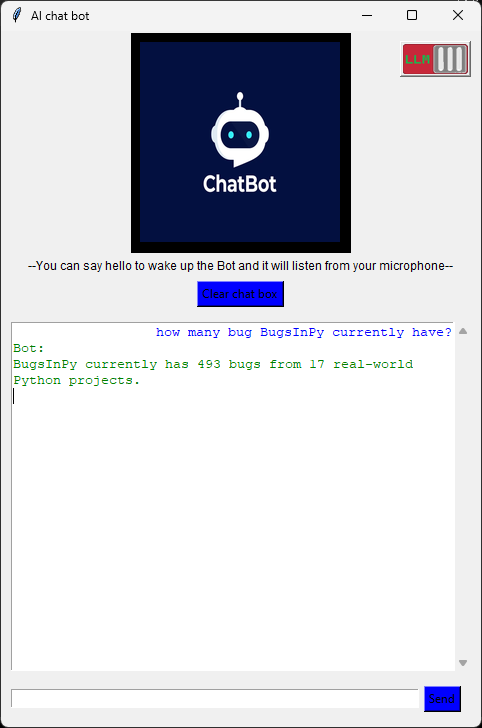 AI chat bot
LLM
ChatBot
--You can say hello to wake up the Bot and it will listen from your microphone--
Clear chat box
how many bug BugsInPy currently have?
Bot:
BugsInPy currently has 493 bugs from 17 real-world
Python projects.
Send